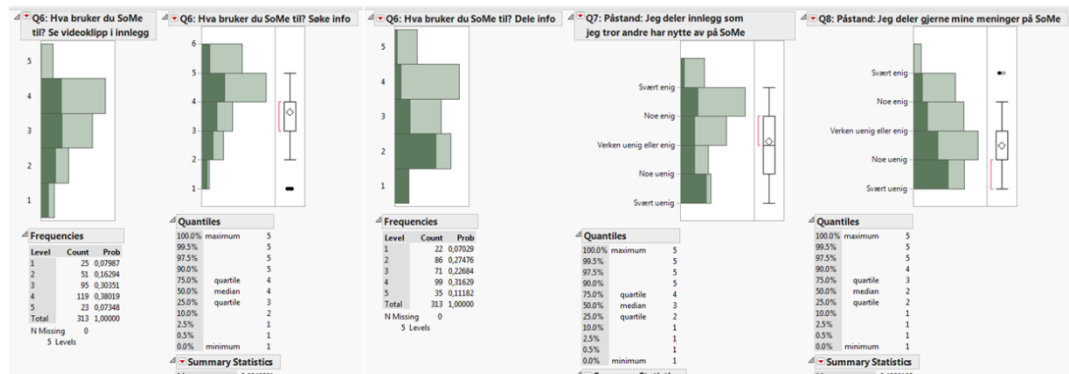 Q6: Hva bruker du SoMe
til? Se videoklipp i innlegg
5
4
3
2
1
Frequencies
Level Count Prob
1 25 0,07987
2 51 0,16294
3 95 0,30351
4 119 0,38019
5 23 0,07348
Total 313 1,00000
N Missing 0
5 Levels
Q6: Hva bruker du SoMe til? Søke info
6
5
4
3
2
1
Quantiles
100.0% maximum 5
99.5% 5
97.5% 5
90.0% 5
75.0% quartile 4
50.0% median 4
25.0% quartile 3
10.0% 2
2.5% 1
0.5% 1
0.0% minimum 1
Summary Statistics
Q6: Hva bruker du SoMe til? Dele info
5
4
3
2
1
Frequencies
Level Count Prob
1 22 0,07029
2 86 0,27476
3 71 0,22684
4 99 0,31629
5 35 0,11182
Total 313 1,00000
N Missing 0
5 Levels
Q7: Påstand: Jeg deler innlegg som
jeg tror andre har nytte av på SoMe
Svært enig
Noe enig
Verken uenig eller enig
Noe uenig
Svært uenig
Quantiles
100.0% maximum 5
99.5% 5
97.5% 5
90.0% 5
75.0% quartile 4
50.0% median 3
25.0% quartile 2
10.0% 1
2.5% 1
0.5% 1
0.0% minimum 1
Q8: Påstand: Jeg deler gjerne mine meninger på SoMe
Svært enig
Noe enig
Verken uenig eller enig
Noe uenig
Svært uenig
Quantiles
100.0% maximum 5
99.5% 5
97.5% 5
90.0% 4
75.0% quartile 3
50.0% median 2
25.0% quartile 2
10.0% 1
2.5% 1
0.5% 1
0.0% minimum 1
Summary Statistics